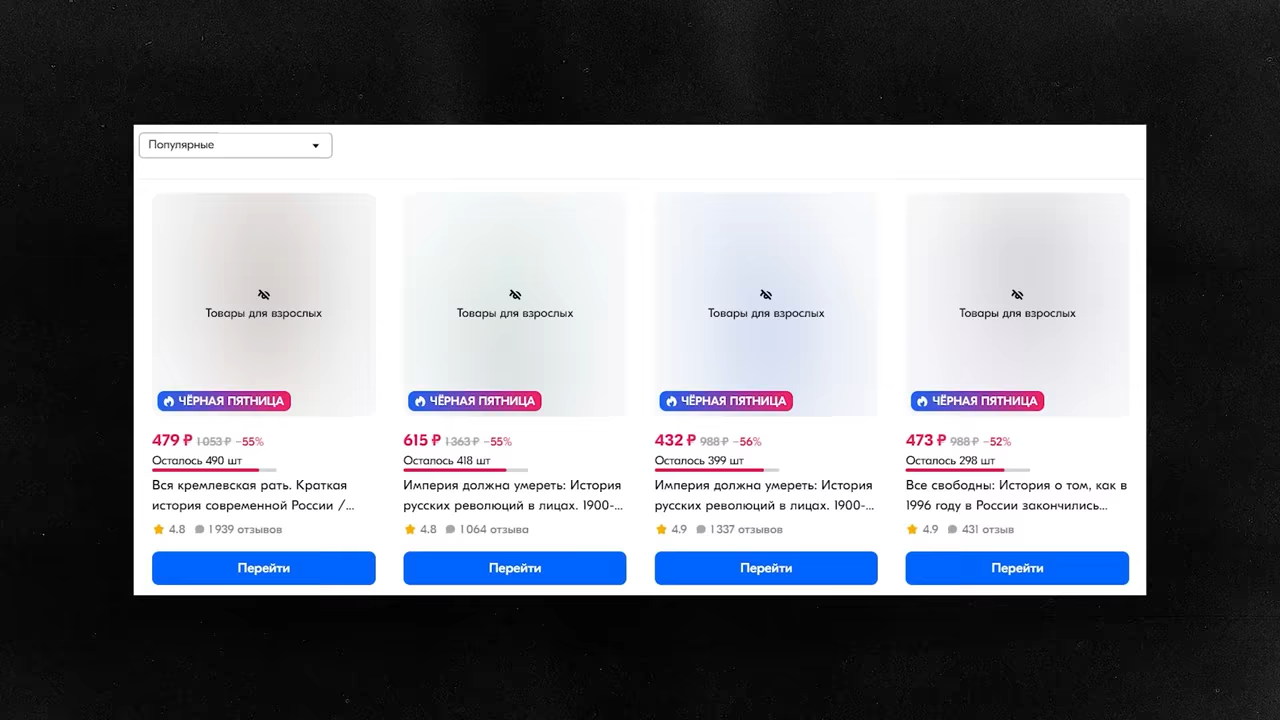 Популярные
Товары для взрослых
Товары для взрослых
Товары для взрослых
Товары для взрослых
ЧЁРНАЯ ПЯТНИЦА
ЧЁРНАЯ ПЯТНИЦА
ЧЁРНАЯ ПЯТНИЦА
ЧЁРНАЯ ПЯТНИЦА
479 ₽ 1 053 ₽ −55%
Осталось 490 шт
Вся кремлевская рать. Краткая
история современной России /...
4.8 1 939 отзывов
Перейти
615 ₽ 1 363 ₽ −55%
Осталось 418 шт
Империя должна умереть: История
русских революций в лицах. 1900-...
4.8 1 064 отзыва
Перейти
432 ₽ 988 ₽ −56%
Осталось 399 шт
Империя должна умереть: История
русских революций в лицах. 1900-...
4.9 1 337 отзывов
Перейти
473 ₽ 988 ₽ −52%
Осталось 298 шт
Все свободны: История о том, как в
1996 году в России закончились...
4.9 431 отзыв
Перейти